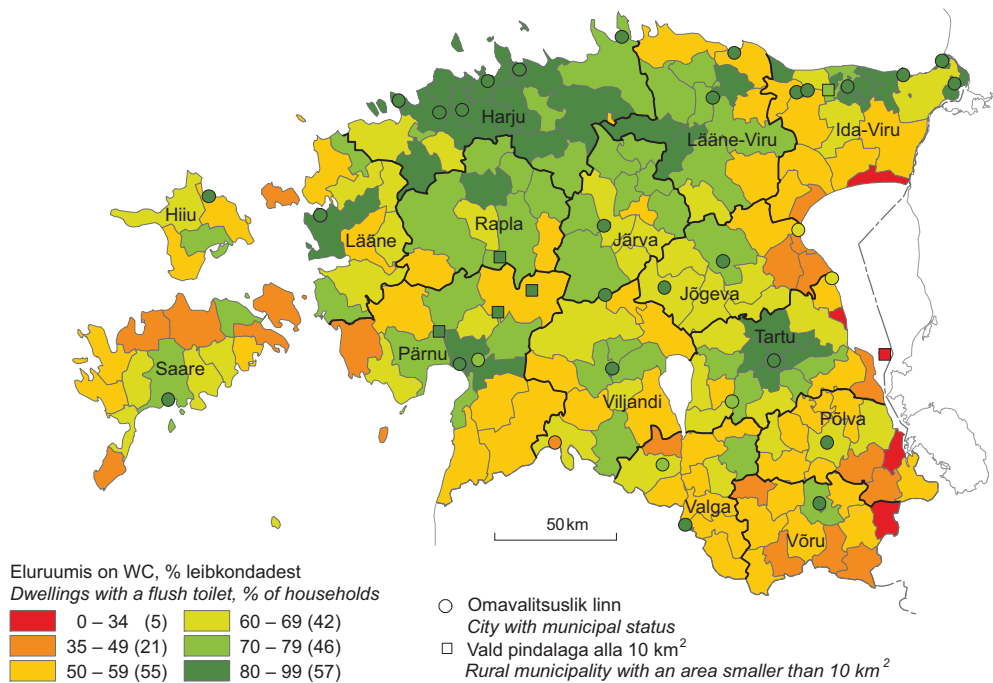 Harju
Lääne-Viru
Ida-Viru
Hiiu
Lääne
Rapla
Järva
Jõgeva
Tartu
Saare
Pärnu
Viljandi
Põlva
Valga
Võru
50 km
Eluruumis on WC, % leibkondadest
Dwellings with a flush toilet, % of households
0 – 34 (5)
35 – 49 (21)
50 – 59 (55)
60 – 69 (42)
70 – 79 (46)
80 – 99 (57)
Omavalitsuslik linn
City with municipal status
Vald pindalaga alla 10 km²
Rural municipality with an area smaller than 10 km²